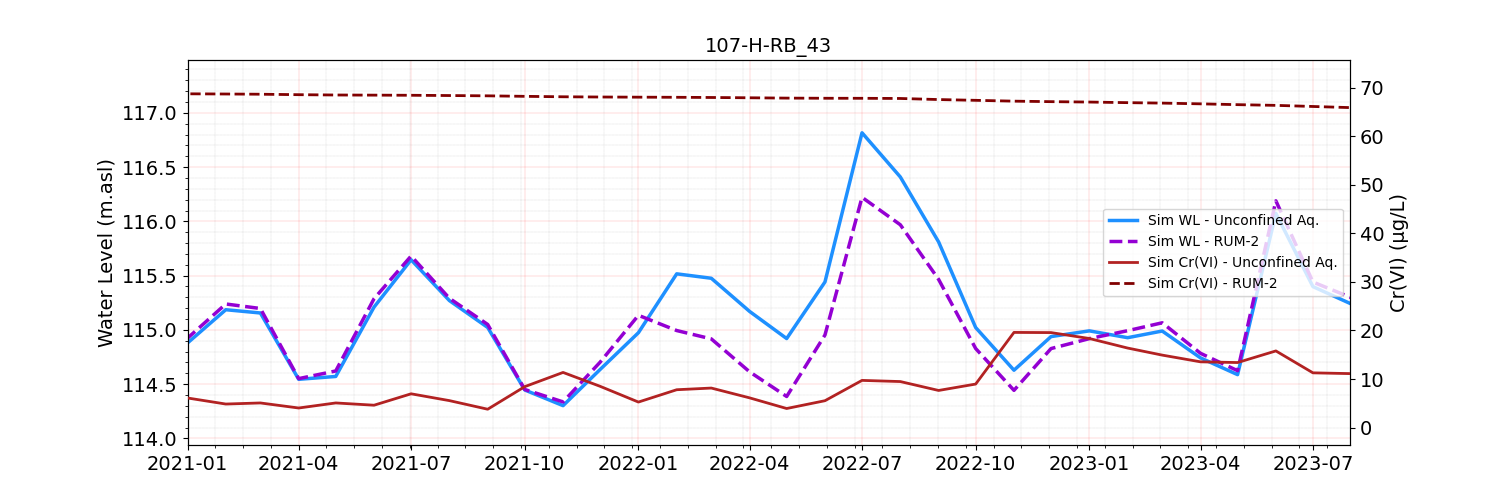 107-H-RB_43
Water Level (m.asl)
117.0
116.5
116.0
115.5
115.0
114.5
114.0
70
60
50
40
30
20
10
0
Cr(VI) (μg/L)
Sim WL - Unconfined Aq.
Sim WL - RUM-2
Sim Cr(VI) - Unconfined Aq.
Sim Cr(VI) - RUM-2
2021-01 2021-04 2021-07 2021-10 2022-01 2022-04 2022-07 2022-10 2023-01 2023-04 2023-07